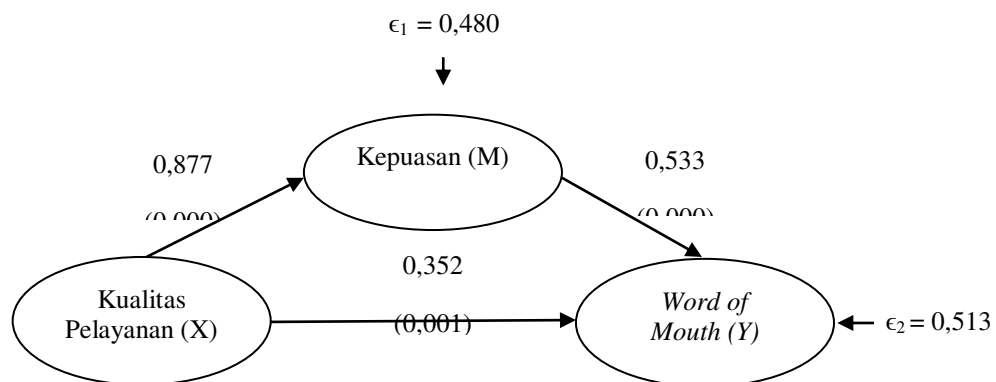 ϵ1 = 0,480
Kepuasan (M)
0,877
0,533
(0,000)
(0,000)
0,352
(0,001)
Kualitas
Pelayanan (X)
Word of
Mouth (Y)
ϵ2 = 0,513